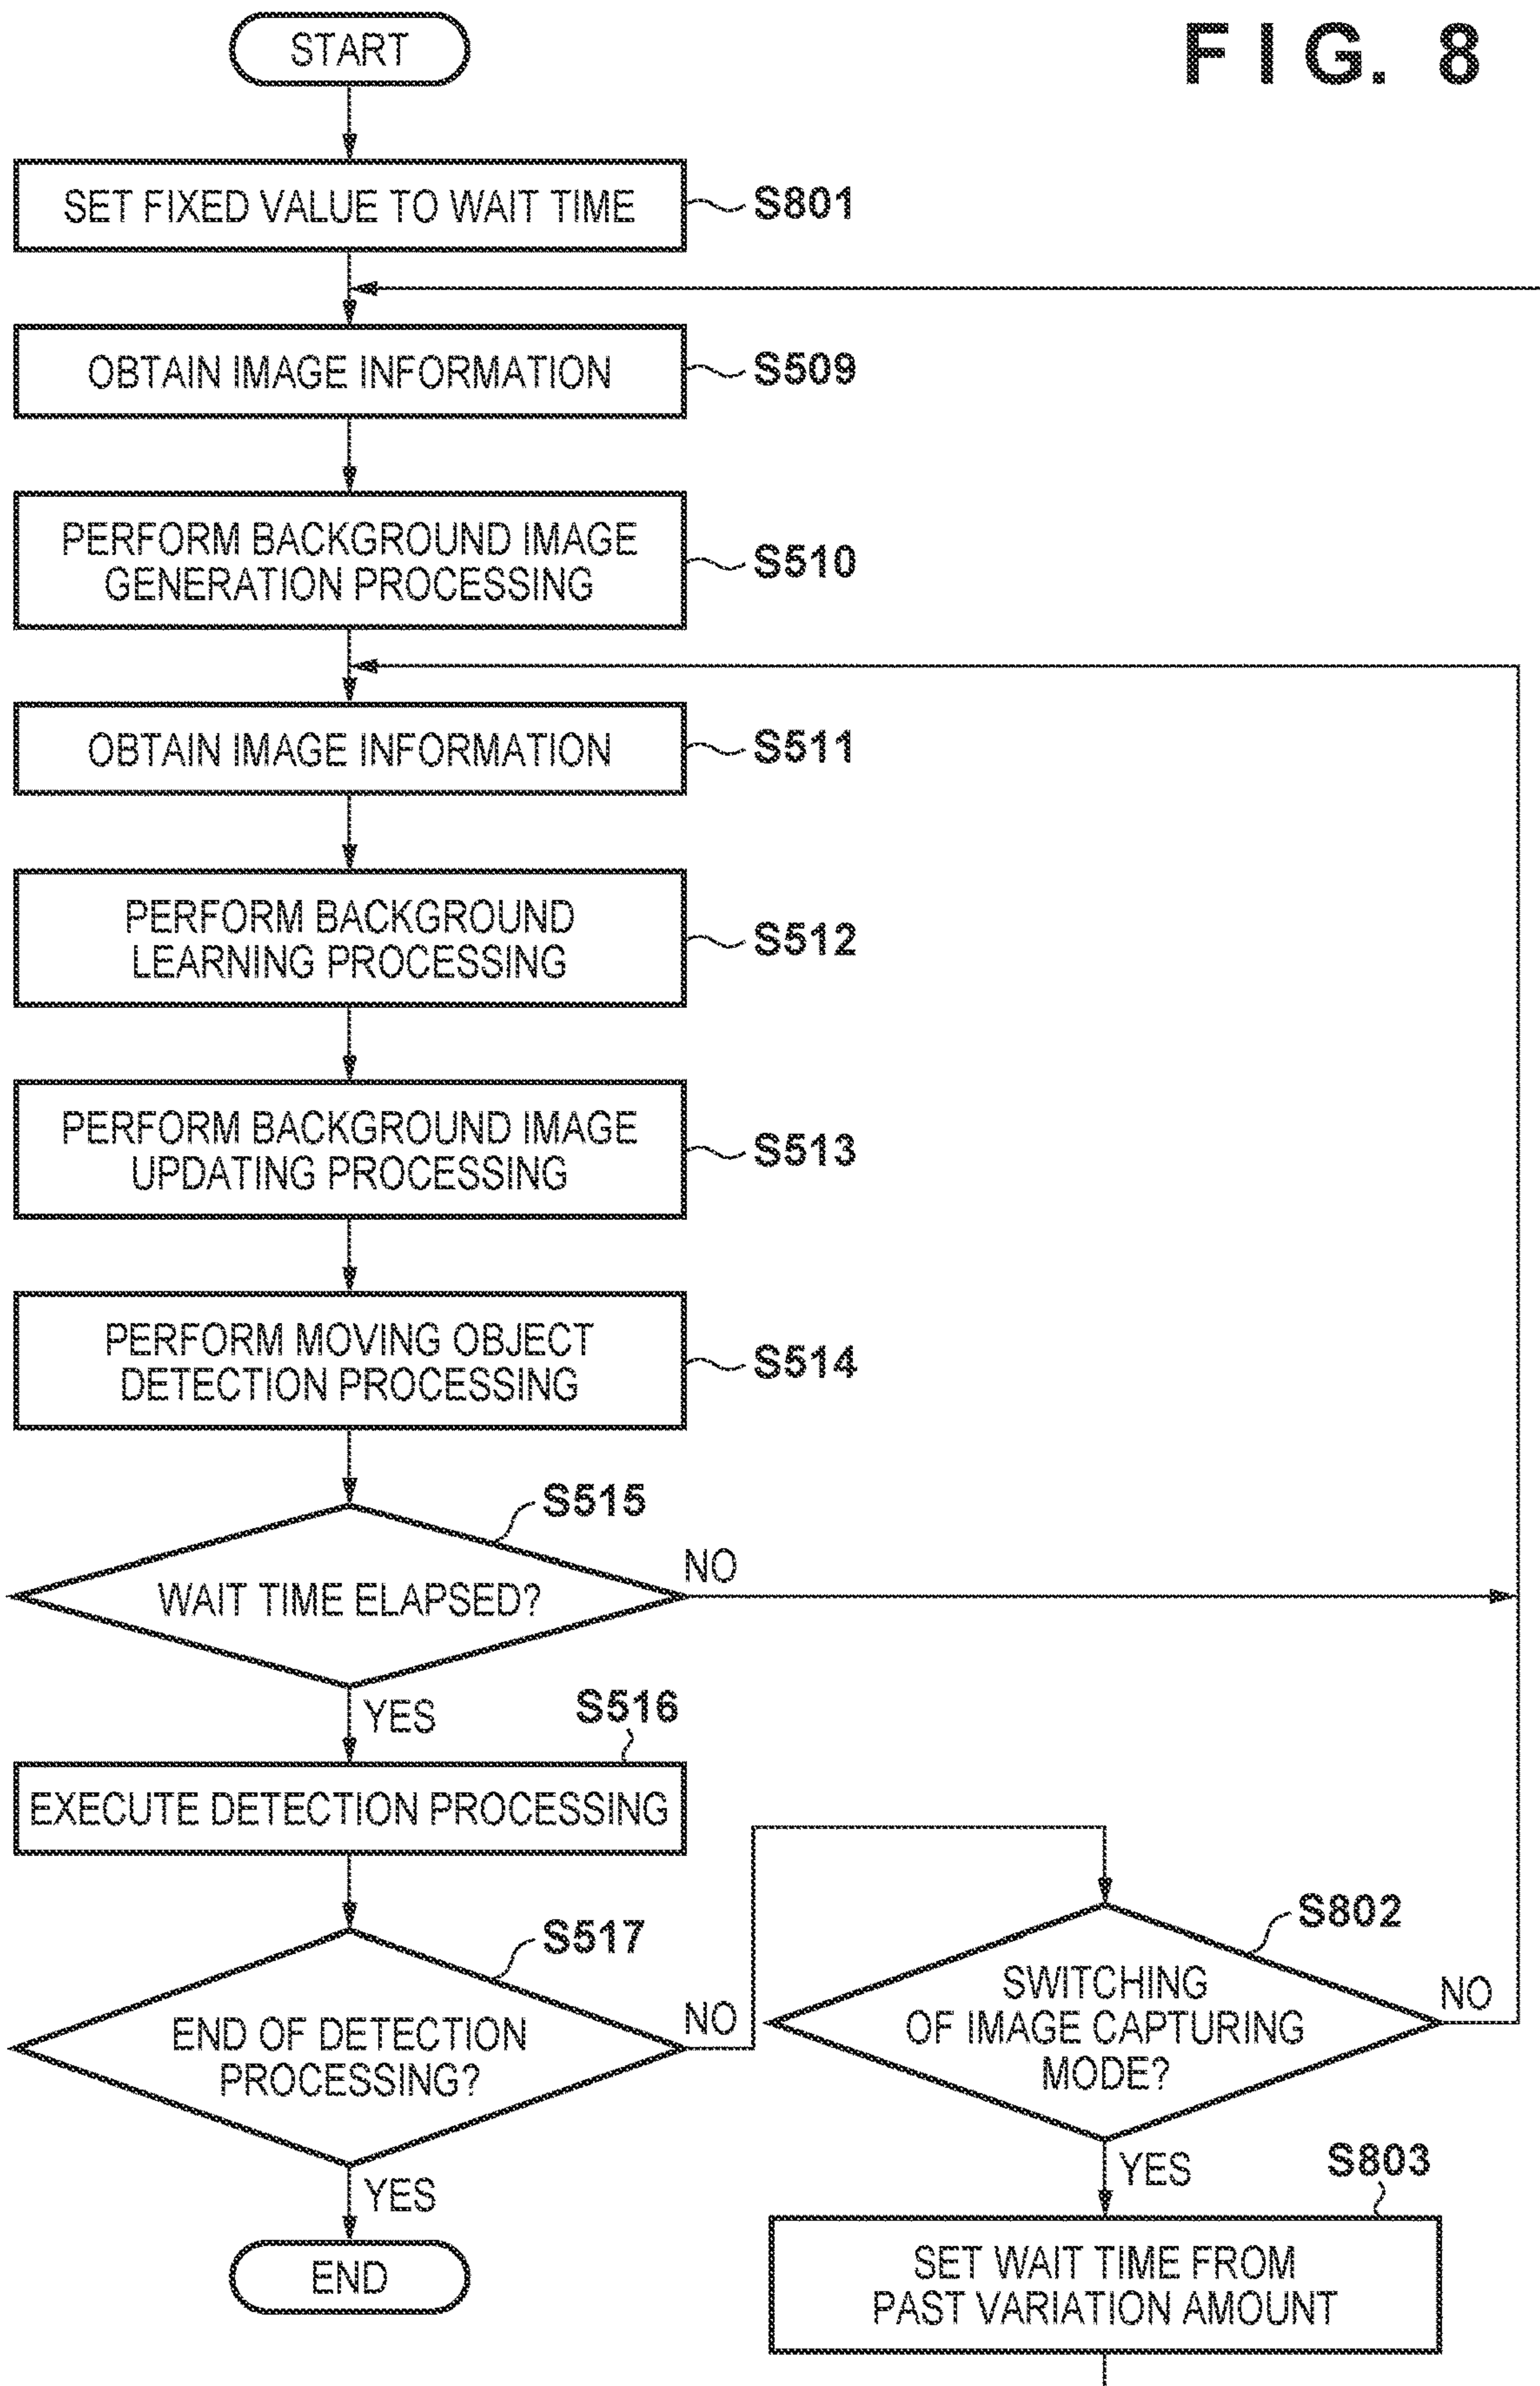 FIG. 8
START
SET FIXED VALUE TO WAIT TIME
S801
OBTAIN IMAGE INFORMATION
S509
PERFORM BACKGROUND IMAGE
GENERATION PROCESSING
S510
OBTAIN IMAGE INFORMATION
S511
PERFORM BACKGROUND
LEARNING PROCESSING
S512
PERFORM BACKGROUND IMAGE
UPDATING PROCESSING
S513
PERFORM MOVING OBJECT
DETECTION PROCESSING
S514
S515
WAIT TIME ELAPSED?
NO
YES
S516
EXECUTE DETECTION PROCESSING
S517
END OF DETECTION
PROCESSING?
NO
YES
END
S802
SWITCHING
OF IMAGE CAPTURING
MODE?
NO
YES
S803
SET WAIT TIME FROM
PAST VARIATION AMOUNT